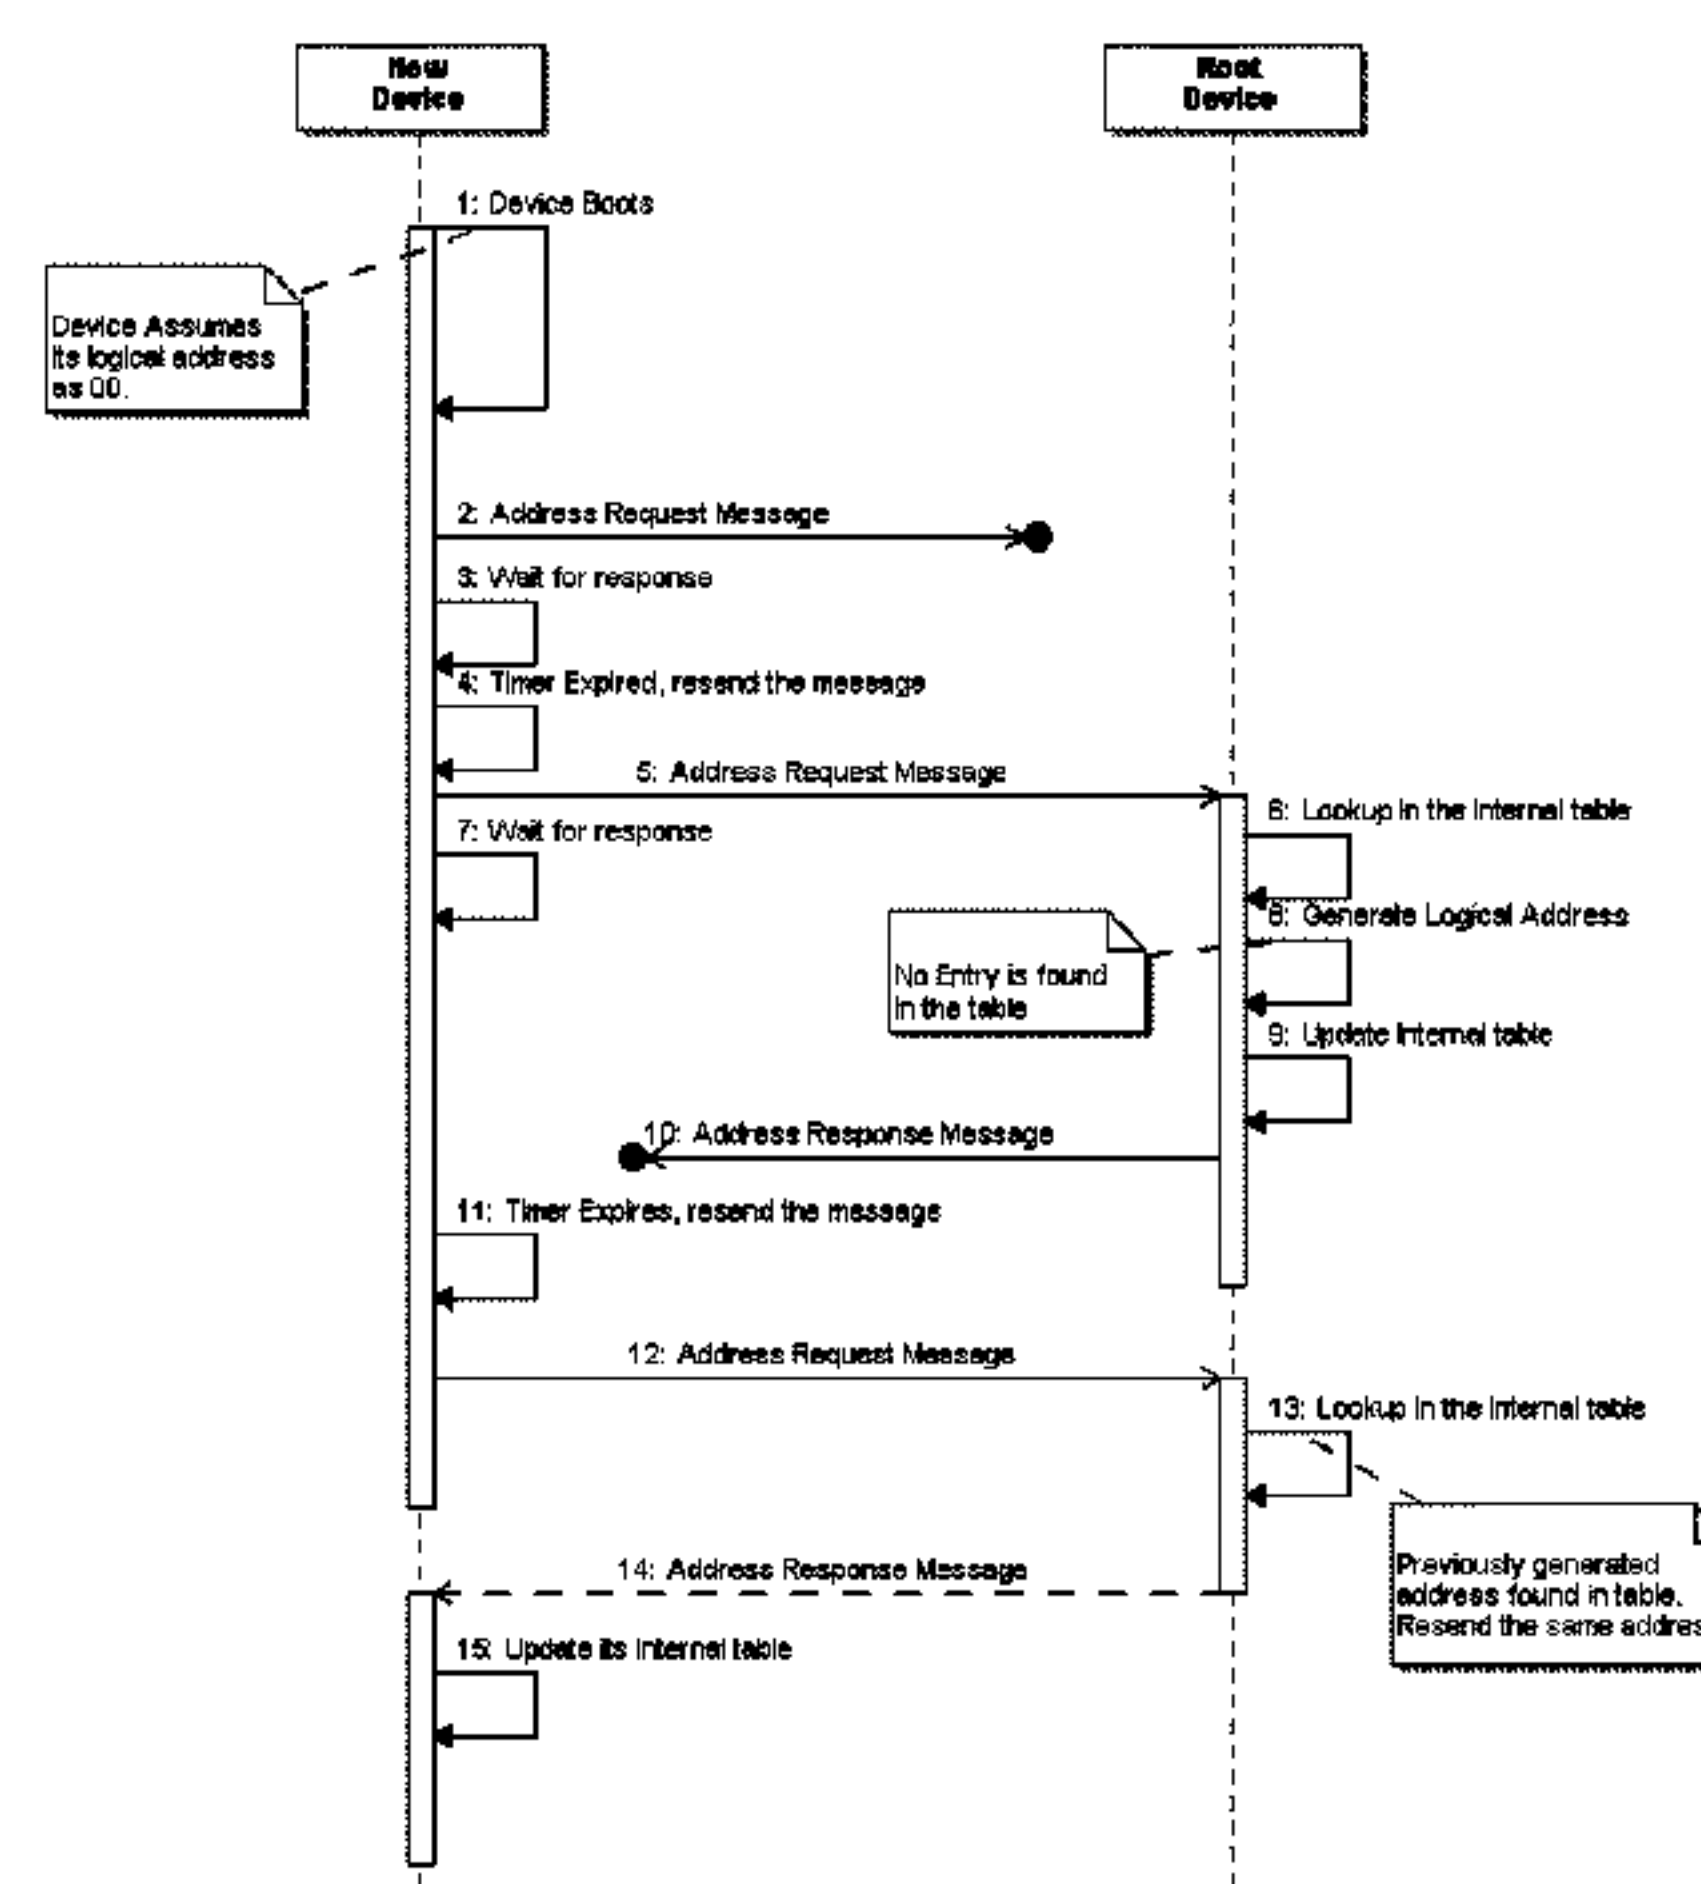 New
Device
Root
Device
1: Device Boots
Device Assumes
its logical address
as 00.
2: Address Request Message
3: Wait for response
4: Timer Expired, resend the message
5: Address Request Message
6: Lookup in the Internal table
7: Wait for response
8: Generate Logical Address
No Entry is found
in the table
9: Update Internal table
10: Address Response Message
11: Timer Expires, resend the message
12: Address Request Message
13: Lookup in the Internal table
14: Address Response Message
Previously generated
address found in table.
Resend the same addres
15: Update its Internal table